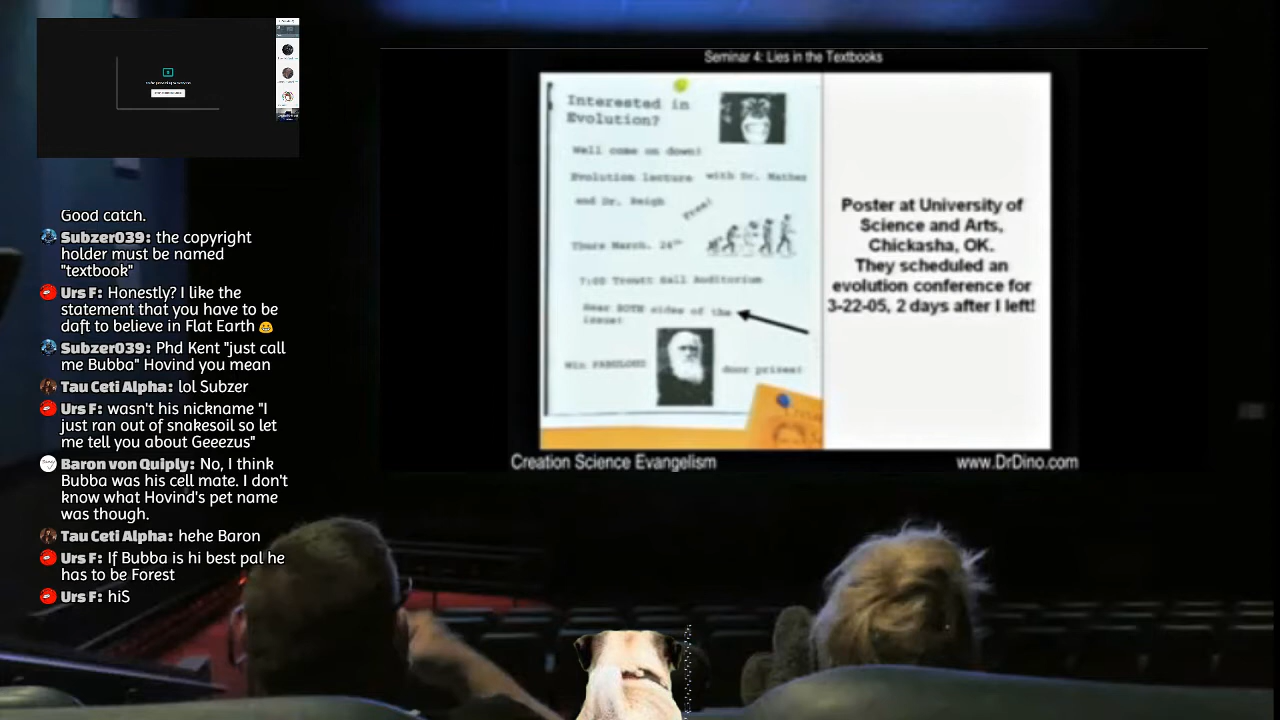 Good catch.
Subzer039: the copyright
holder must be named
"textbook"
Urs F: Honestly? I like the
statement that you have to be
daft to believe in Flat Earth
Subzer039: Phd Kent "just call
me Bubba" Hovind you mean
Tau Ceti Alpha: lol Subzer
Urs F: wasn't his nickname "I
just ran out of snakesoil so let
me tell you about Geeezus"
Baron von Quiply: No, I think
Bubba was his cell mate. I don't
know what Hovind's pet name
was though.
Tau Ceti Alpha: hehe Baron
Urs F: If Bubba is hi best pal he
has to be Forest
Urs F: hiS
Seminar 4: Lies in the Textbooks
Interested in
Evolution?
Well come on down!
Evolution lecture with Dr. Mather
and Dr. Reigh
Free!
Thurs March. 24th
7:00 Troutt Hall Auditorium
Hear BOTH sides of the
issue!
Win FABULOUS door prizes!
Poster at University of
Science and Arts,
Chickasha, OK.
They scheduled an
evolution conference for
3-22-05, 2 days after I left!
Creation Science Evangelism
www.DrDino.com